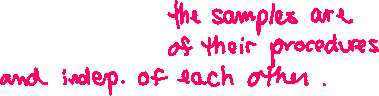 the samples are
of their procedures
and indep. of each other.